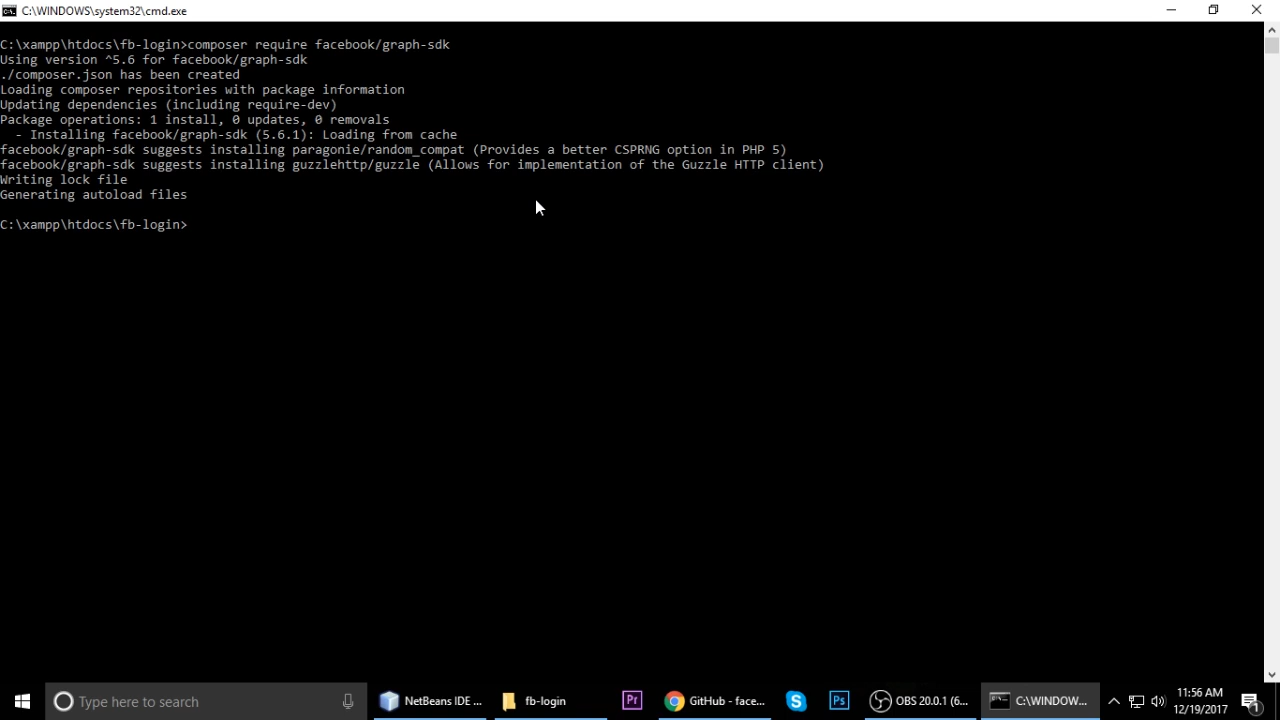 C:\WINDOWS\system32\cmd.exe
C:\xampp\htdocs\fb-login>composer require facebook/graph-sdk
Using version ^5.6 for facebook/graph-sdk
./composer.json has been created
Loading composer repositories with package information
Updating dependencies (including require-dev)
Package operations: 1 install, 0 updates, 0 removals
  - Installing facebook/graph-sdk (5.6.1): Loading from cache
facebook/graph-sdk suggests installing paragonie/random_compat (Provides a better CSPRNG option in PHP 5)
facebook/graph-sdk suggests installing guzzlehttp/guzzle (Allows for implementation of the Guzzle HTTP client)
Writing lock file
Generating autoload files
C:\xampp\htdocs\fb-login>
Type here to search
NetBeans IDE ...
fb-login
Pr
GitHub - face...
Ps
OBS 20.0.1 (6...
C:\WINDOW...
11:56 AM
12/19/2017
1